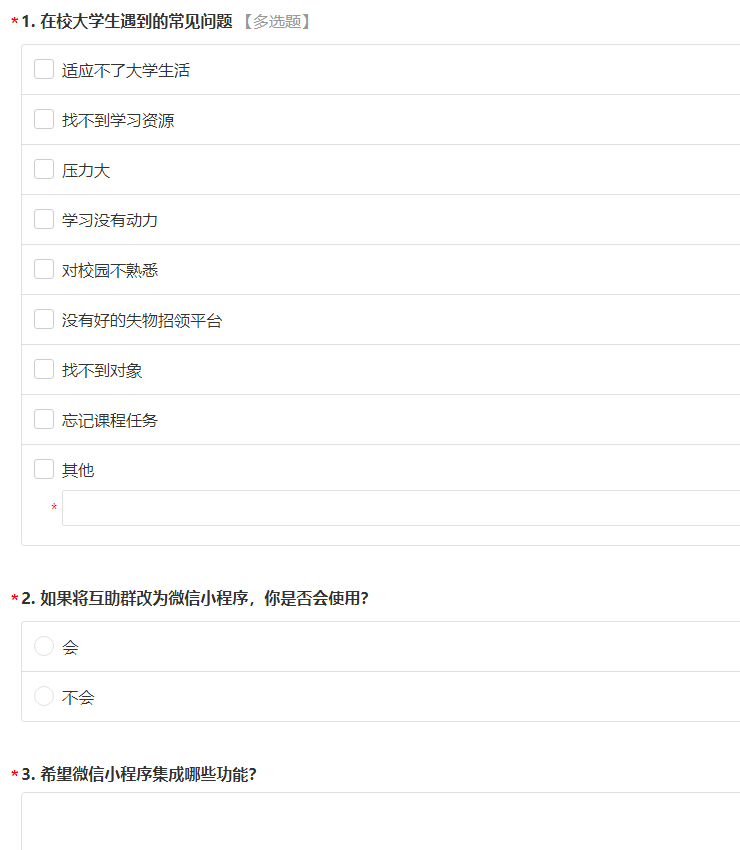 *1. 在校大学生遇到的常见问题 【多选题】
适应不了大学生活
找不到学习资源
压力大
学习没有动力
对校园不熟悉
没有好的失物招领平台
找不到对象
忘记课程任务
其他
*
*2. 如果将互助群改为微信小程序，你是否会使用?
会
不会
*3. 希望微信小程序集成哪些功能?